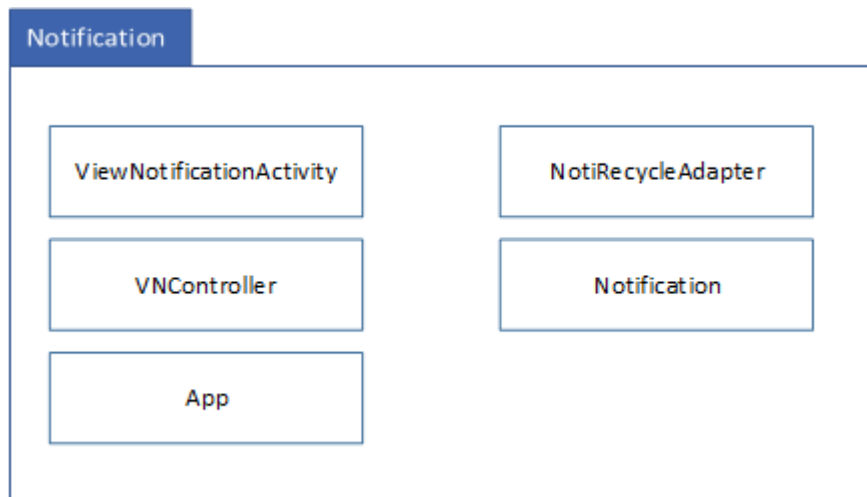 Notification
ViewNotificationActivity
NotiRecycleAdapter
VNController
Notification
App